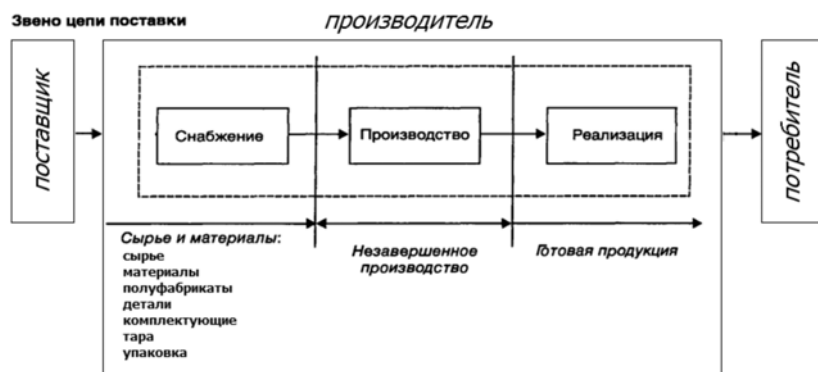 Звено цепи поставки
производитель
поставщик
Снабжение
Производство
Реализация
потребитель
Сырье и материалы:
сырье
материалы
полуфабрикаты
детали
комплектующие
тара
упаковка
Незавершенное
производство
Готовая продукция